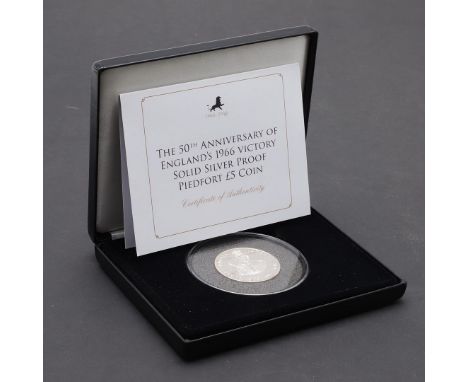 THE 50TH ANNIVERSARY OF
ENGLAND'S 1966 VICTORY
SOLID SILVER PROOF
PIEDFORT £5 COIN
Certificate of Authenticity